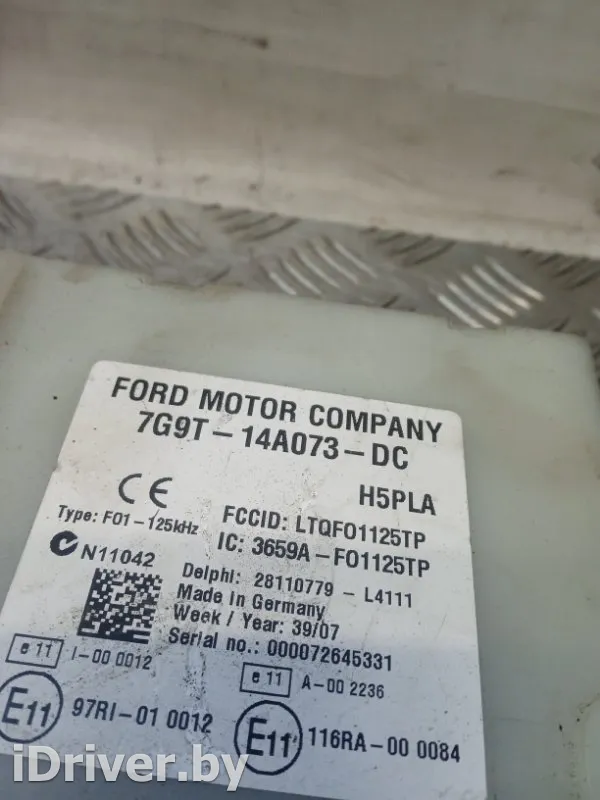 FORD MOTOR COMPANY
7G9T-14A073-DC
H5PLA
CE
Type: F01-125kHz
FCCID: LTQF01125TP
IC: 3659A-F01125TP
N11042
Delphi: 28110779 - L4111
Made in Germany
Week / Year: 39/07
Serial no.: 000072645331
e 11 I-00 0012
e 11 A-00 2236
E11 97RI-01 0012
E11 116RA-00 0084
iDriver.by